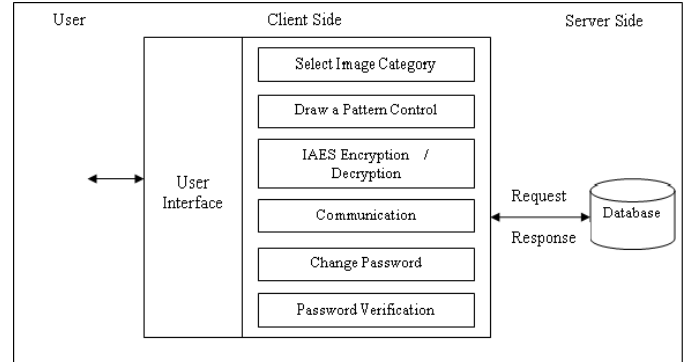 User
Client Side
Server Side
Select Image Category
Draw a Pattern Control
IAES Encryption /
Decryption
User
Interface
Communication
Change Password
Password Verification
Request
Response
Database